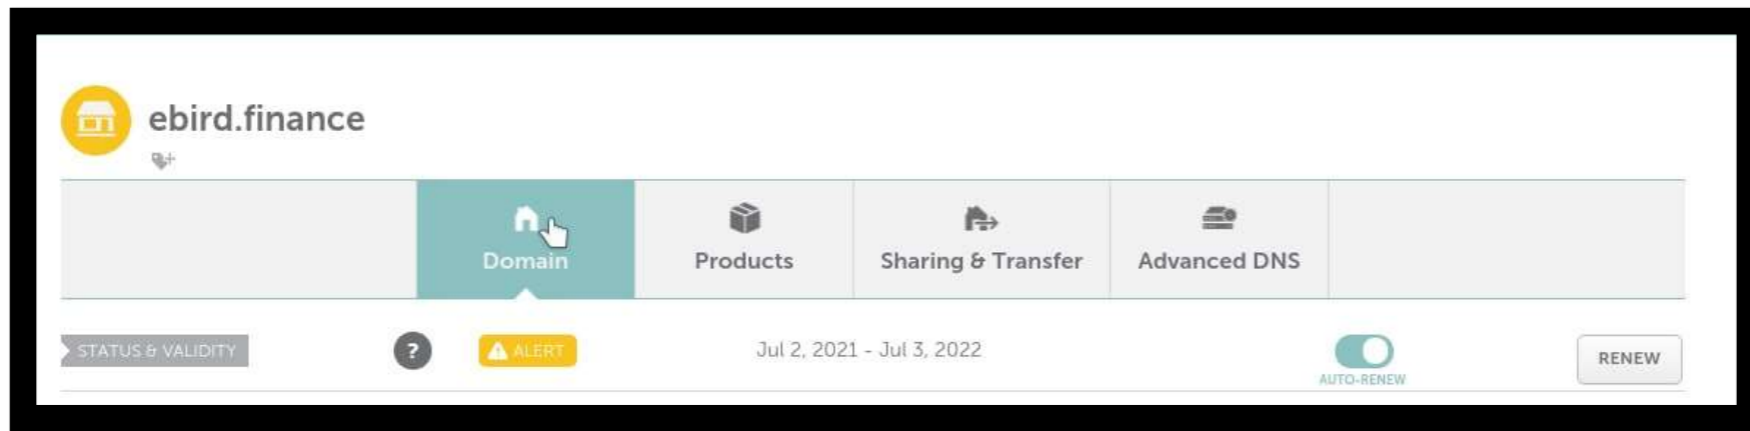 ebird.finance
Domain
Products
Sharing & Transfer
Advanced DNS
STATUS & VALIDITY
?
ALERT
Jul 2, 2021 - Jul 3, 2022
AUTO-RENEW
RENEW